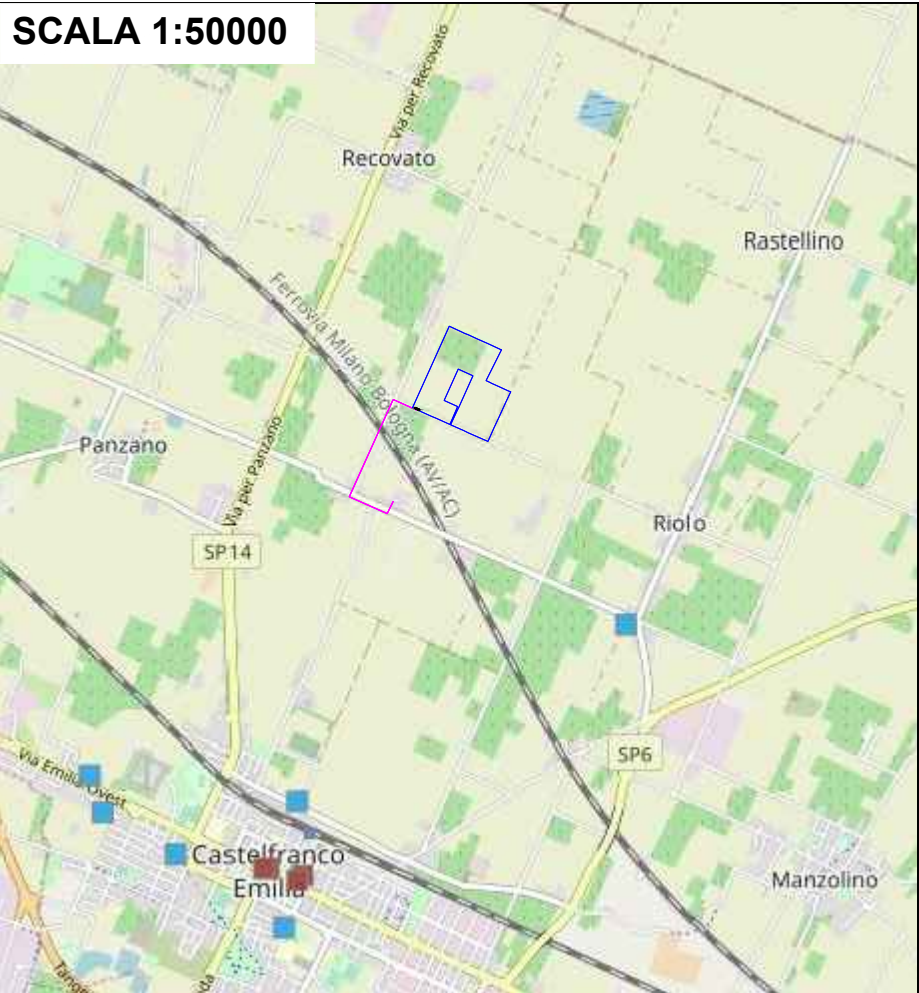 SCALA 1:50000
Via per Recovato
Recovato
Rastellino
Ferrovia Milano-Bologna (AV/AC)
Panzano
Via per Panzano
Riolo
SP14
SP6
Via Emilia Ovest
Castelfranco
Emilia
Manzolino